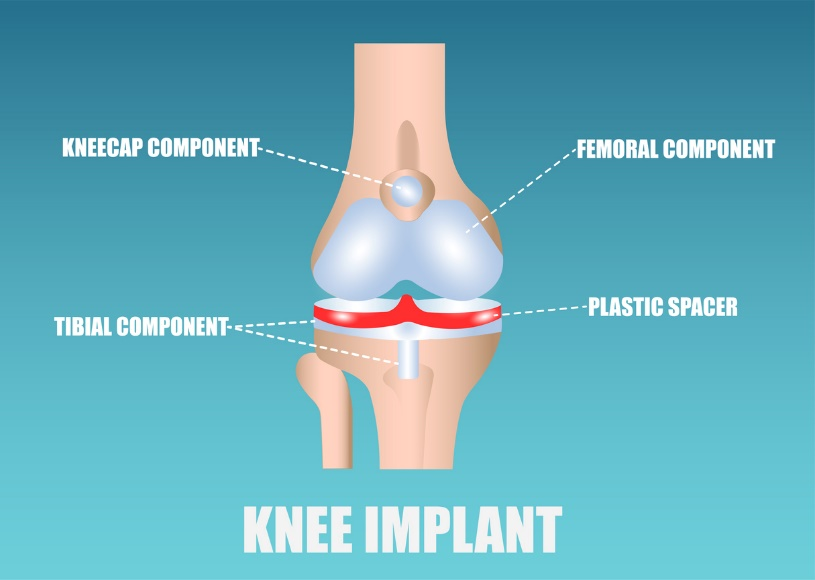 KNEECAP COMPONENT
FEMORAL COMPONENT
TIBIAL COMPONENT
PLASTIC SPACER
KNEE IMPLANT